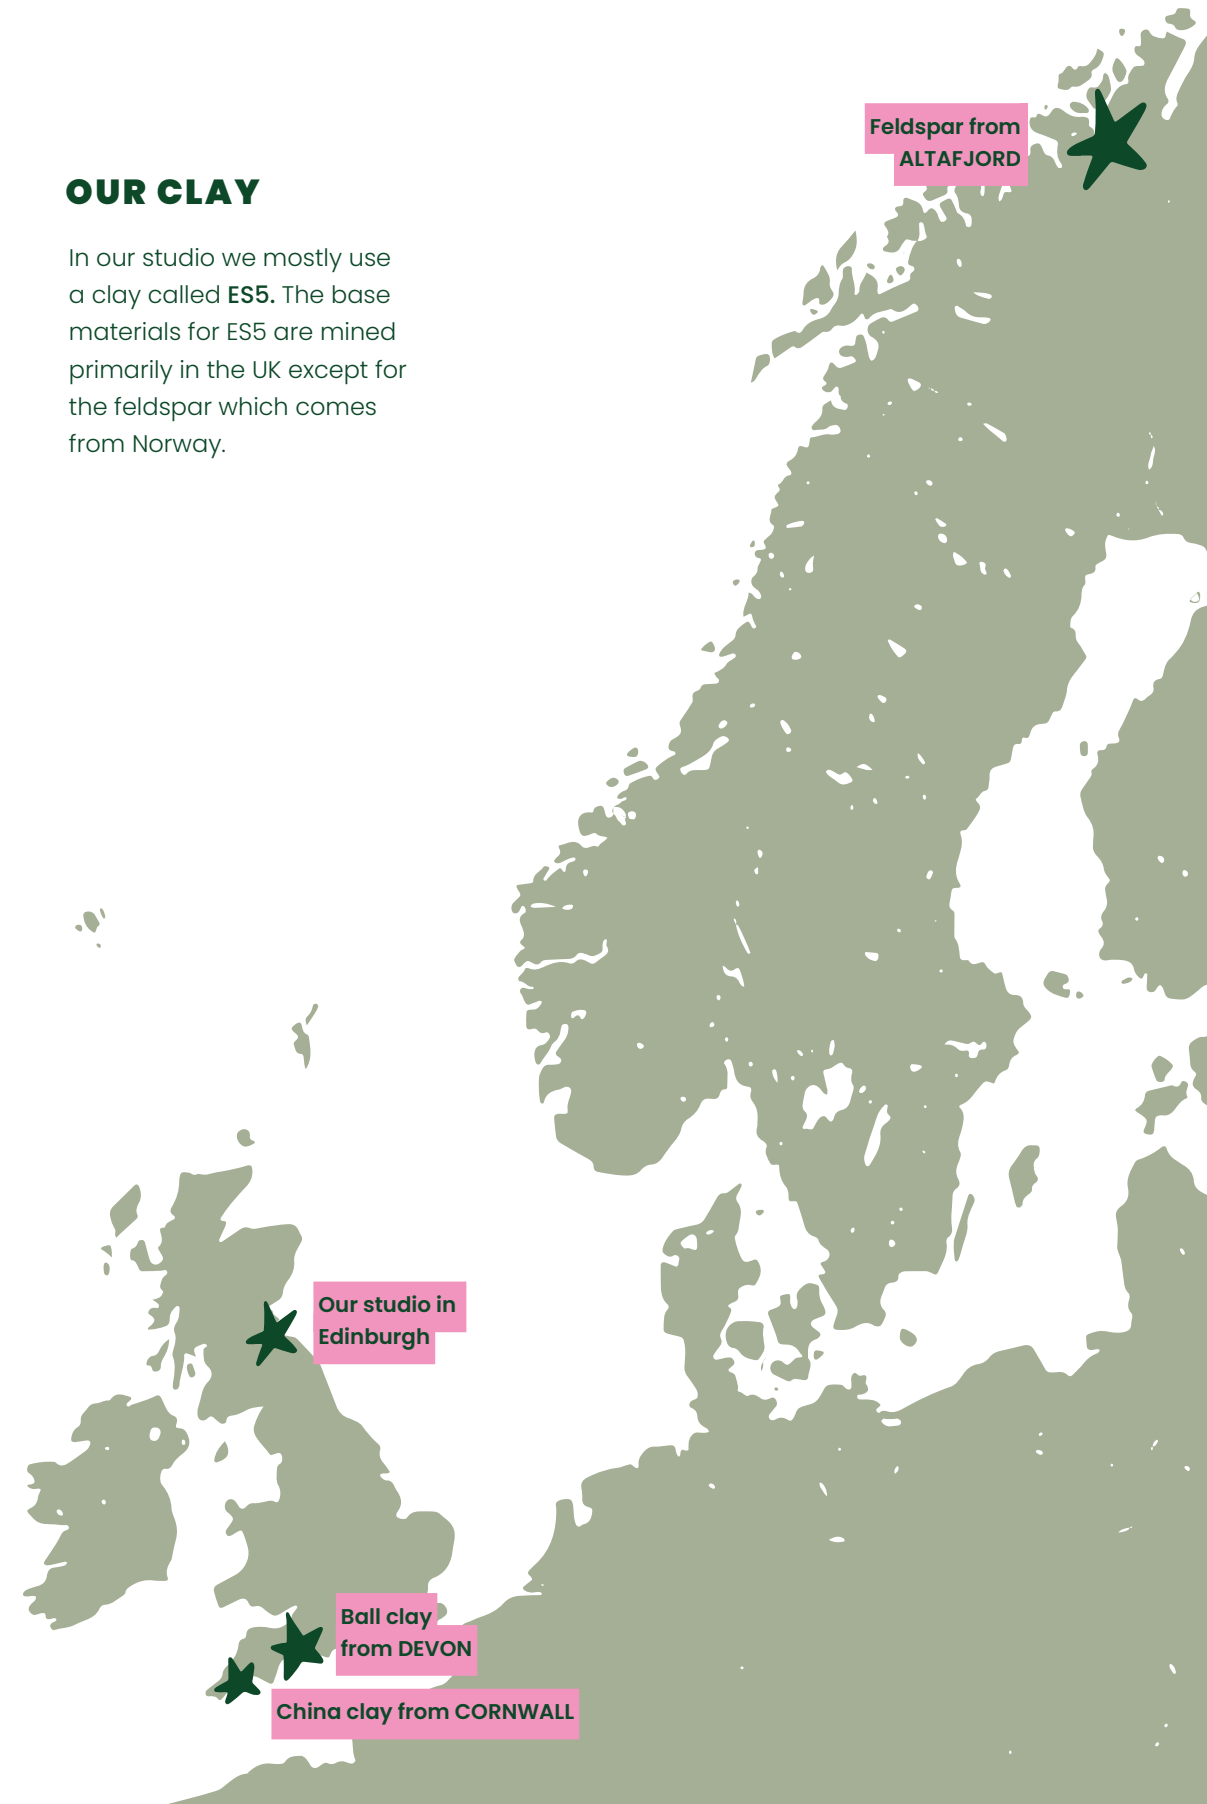 OUR CLAY
In our studio we mostly use
a clay called ES5. The base
materials for ES5 are mined
primarily in the UK except for
the feldspar which comes
from Norway.
Feldspar from
ALTAFJORD
Our studio in
Edinburgh
Ball clay
from DEVON
China clay from CORNWALL